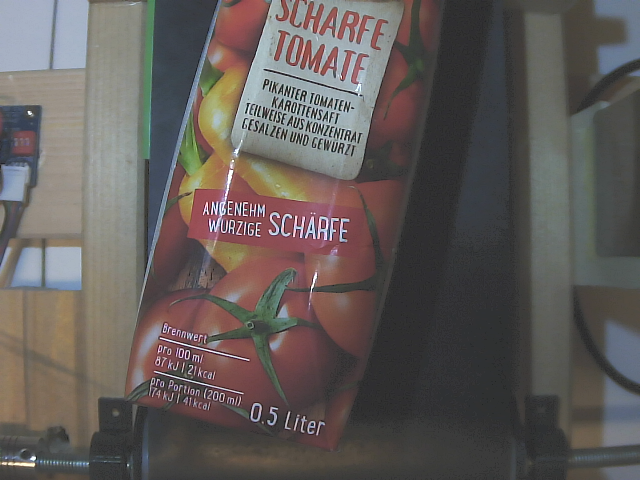 SCHARFE
TOMATE
PIKANTER TOMATEN-
KAROTTENSAFT
TEILWEISE AUS KONZENTRAT
GESALZEN UND GEWÜRZT
ANGENEHM
WÜRZIGE SCHÄRFE
Brennwert
pro 100 ml
87 kJ | 21 kcal
pro Portion (200 ml)
174 kJ | 41 kcal
0,5 Liter